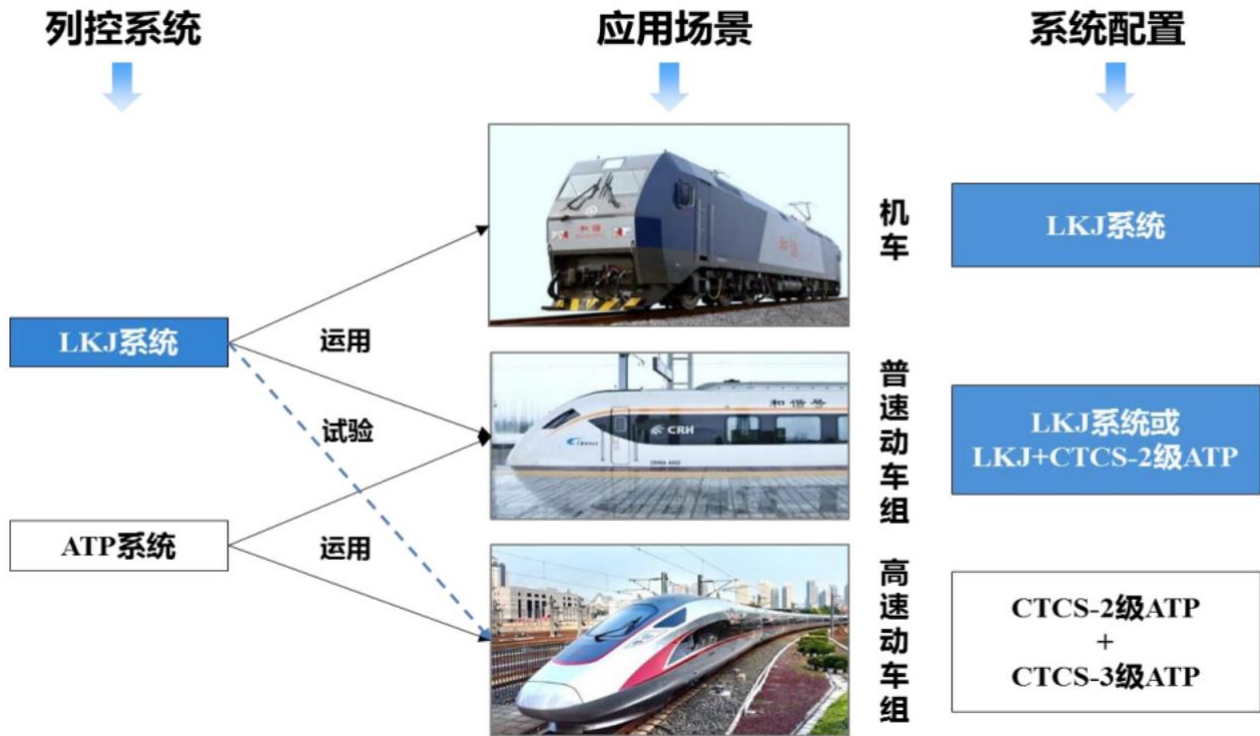 列控系统
应用场景
系统配置
机车
LKJ系统
和谐
LKJ系统
运用
试验
普速动车组
和谐号
CRH
LKJ系统或
LKJ+CTCS-2级ATP
ATP系统
运用
高速动车组
CTCS-2级ATP
+
CTCS-3级ATP